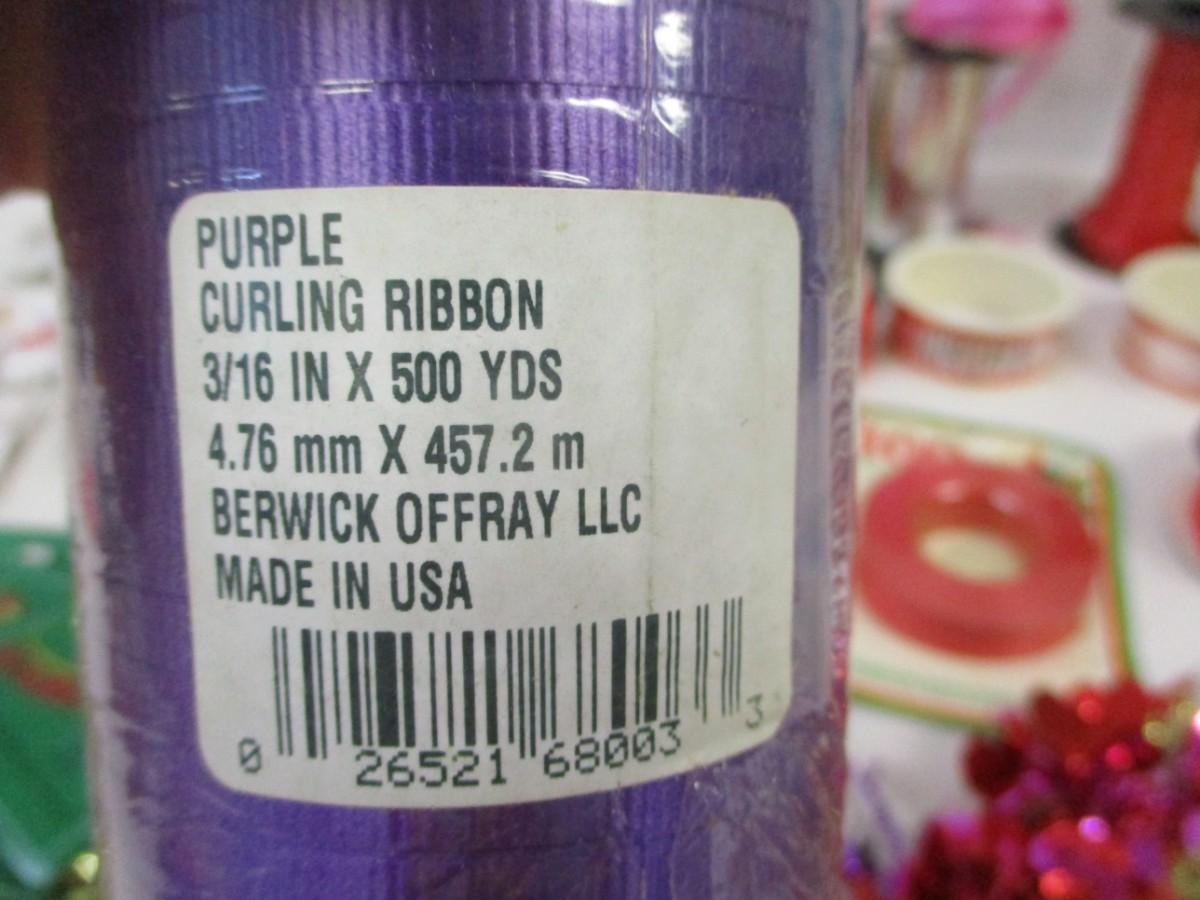 PURPLE
CURLING RIBBON
3/16 IN X 500 YDS
4.76 mm X 457.2 m
BERWICK OFFRAY LLC
MADE IN USA
0 26521 68003 3